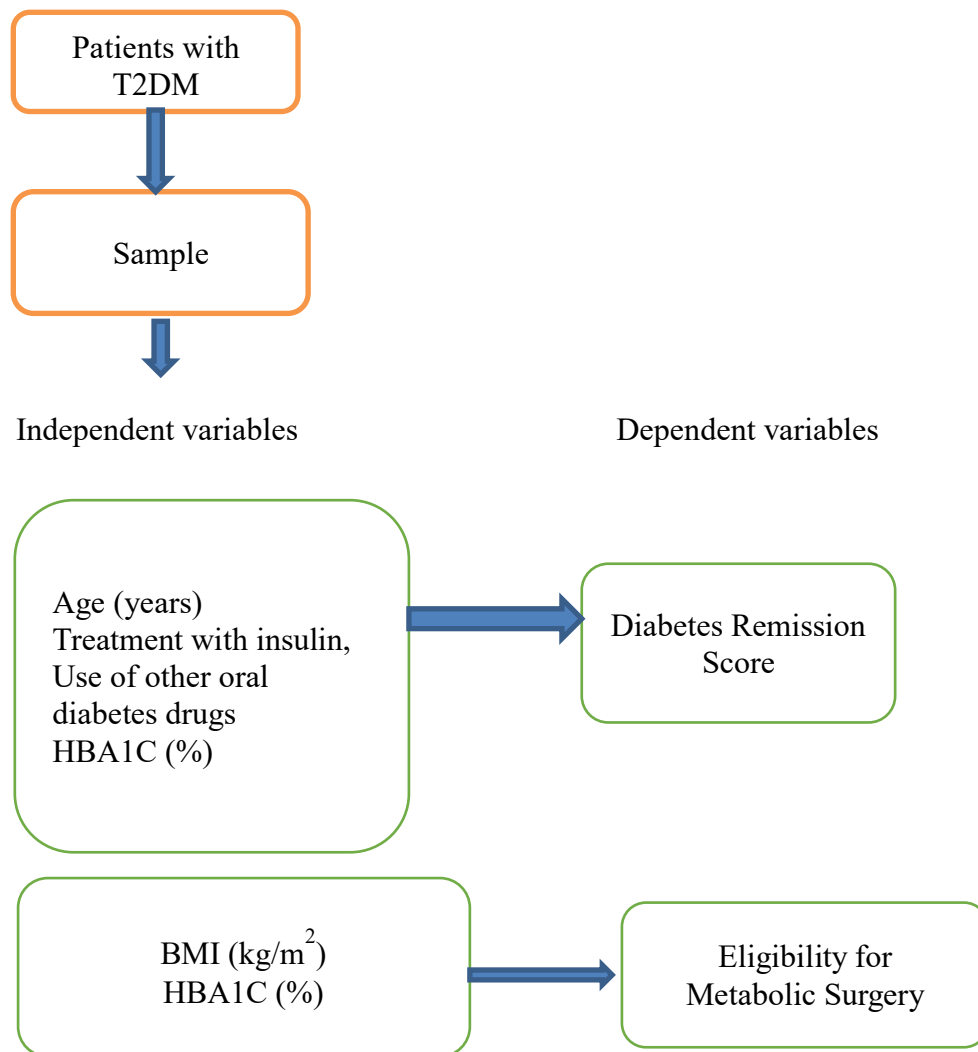 Patients with
T2DM
Sample
Independent variables
Dependent variables
Age (years)
Treatment with insulin,
Use of other oral
diabetes drugs
HBA1C (%)
Diabetes Remission
Score
BMI (kg/m²)
HBA1C (%)
Eligibility for
Metabolic Surgery